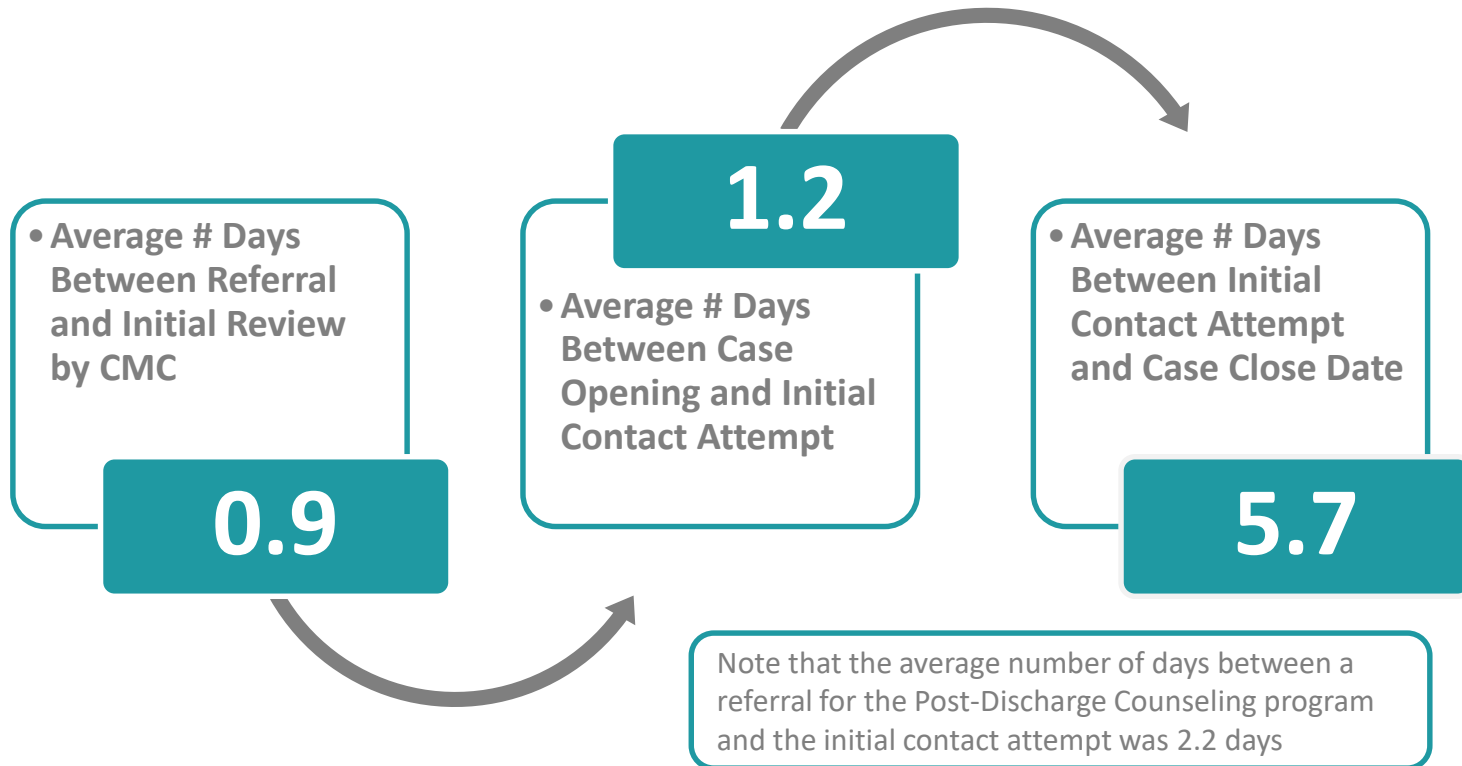 • Average # Days
Between Referral
and Initial Review
by CMC
0.9
1.2
• Average # Days
Between Case
Opening and Initial
Contact Attempt
• Average # Days
Between Initial
Contact Attempt
and Case Close Date
5.7
Note that the average number of days between a
referral for the Post-Discharge Counseling program
and the initial contact attempt was 2.2 days